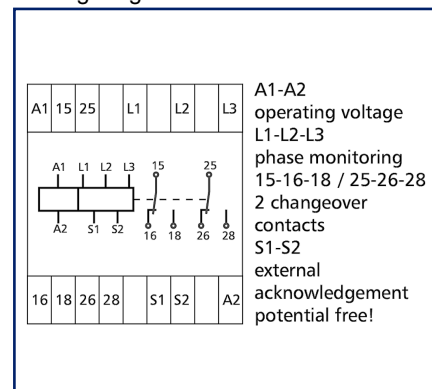 A1 15 25 L1 L2 L3
A1 L1 L2 L3 15 25
A2 S1 S2 16 18 26 28
16 18 26 28 S1 S2 A2
A1-A2
operating voltage
L1-L2-L3
phase monitoring
15-16-18 / 25-26-28
2 changeover
contacts
S1-S2
external
acknowledgement
potential free!